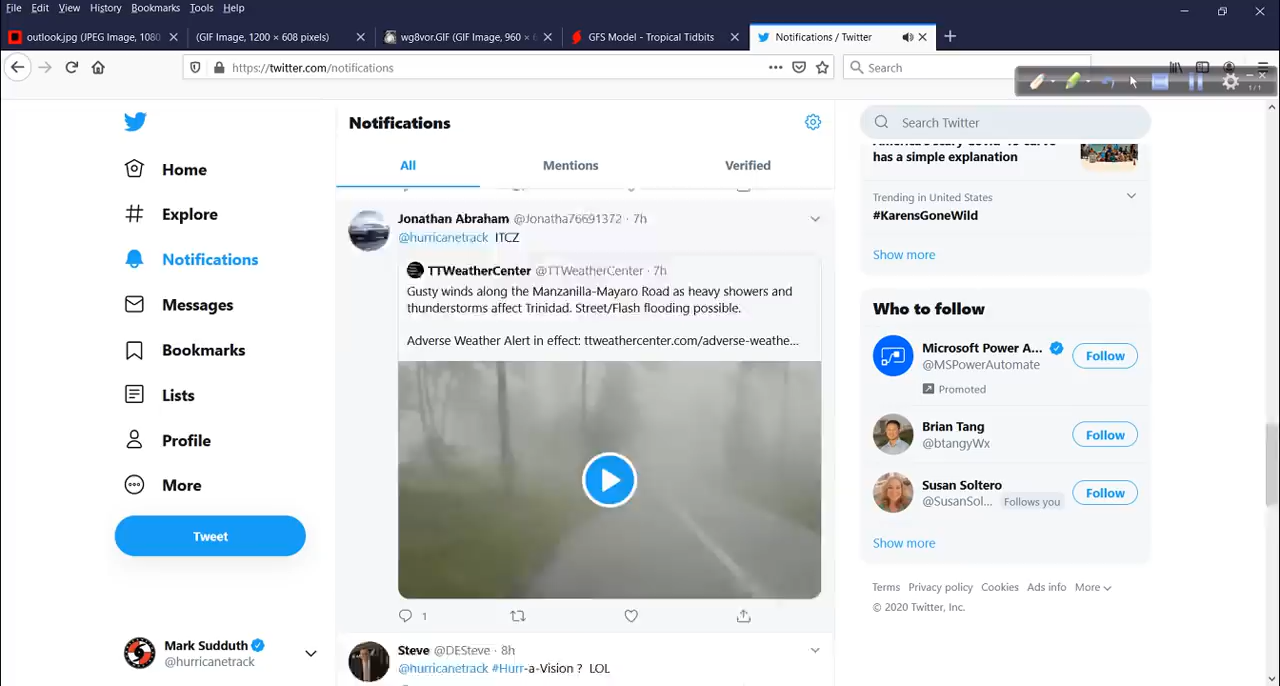 File Edit View History Bookmarks Tools Help
outlook.jpg (JPEG Image, 1080
(GIF Image, 1200 × 608 pixels)
wg8vor.GIF (GIF Image, 960 ×
GFS Model - Tropical Tidbits
Notifications / Twitter
https://twitter.com/notifications
Search
1/1
Home
Explore
Notifications
Messages
Bookmarks
Lists
Profile
More
Tweet
Mark Sudduth
@hurricanetrack
Notifications
All
Mentions
Verified
Jonathan Abraham @Jonatha76691372 · 7h
@hurricanetrack ITCZ
TTWeatherCenter @TTWeatherCenter · 7h
Gusty winds along the Manzanilla-Mayaro Road as heavy showers and
thunderstorms affect Trinidad. Street/Flash flooding possible.
Adverse Weather Alert in effect: ttweathercenter.com/adverse-weathe...
1
Steve @DESteve · 8h
@hurricanetrack #Hurr-a-Vision ? LOL
Search Twitter
has a simple explanation
Trending in United States
#KarensGoneWild
Show more
Who to follow
Microsoft Power A...
@MSPowerAutomate
Promoted
Follow
Brian Tang
@btangyWx
Follow
Susan Soltero
@SusanSol... Follows you
Follow
Show more
Terms Privacy policy Cookies Ads info More
© 2020 Twitter, Inc.